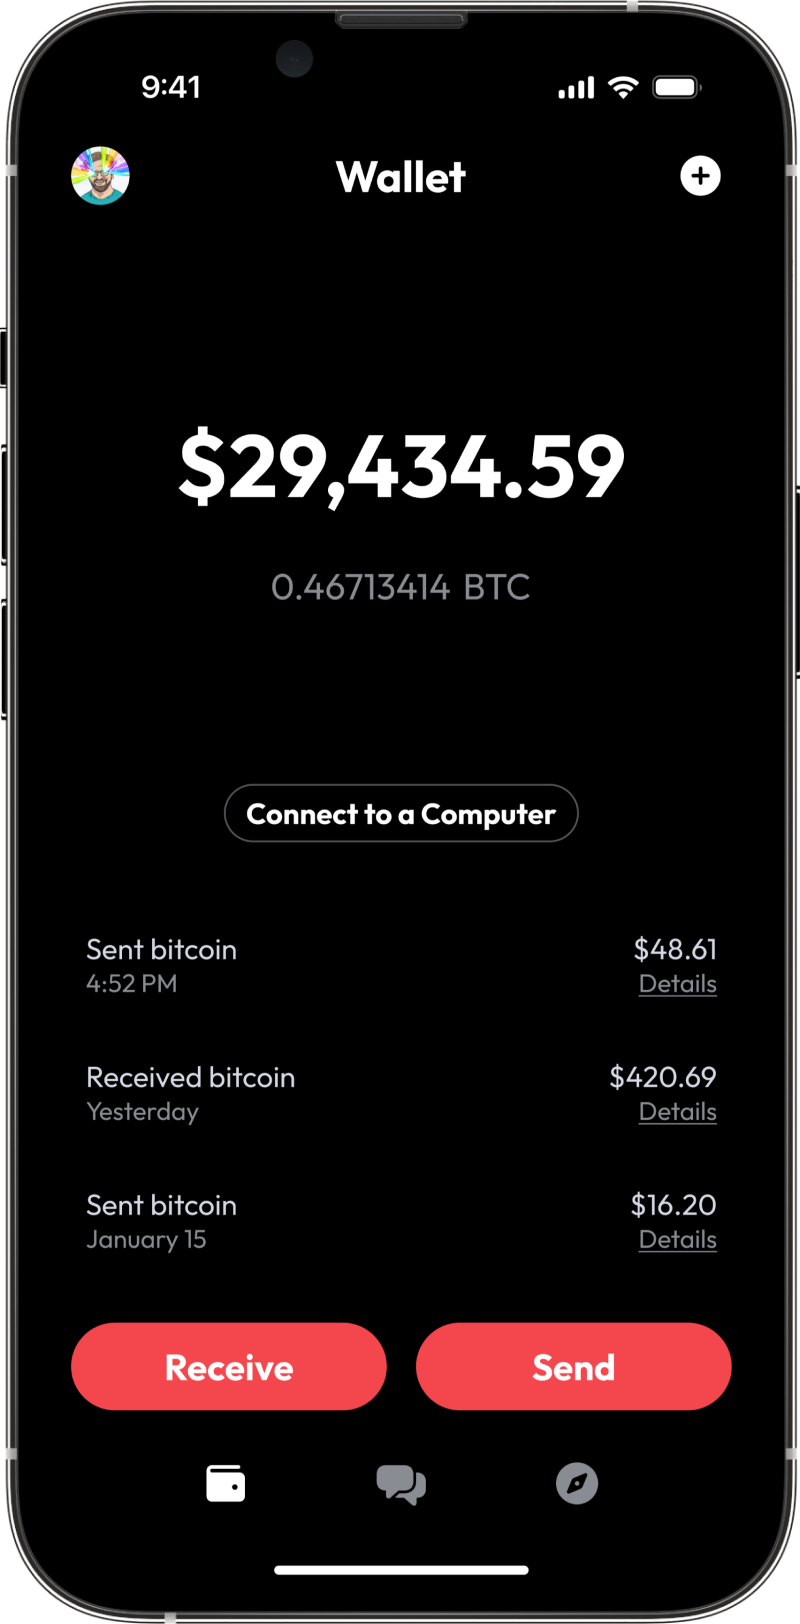 9:41
Wallet
$29,434.59
0.46713414 BTC
Connect to a Computer
Sent bitcoin $48.61
4:52 PM Details
Received bitcoin $420.69
Yesterday Details
Sent bitcoin $16.20
January 15 Details
Receive Send